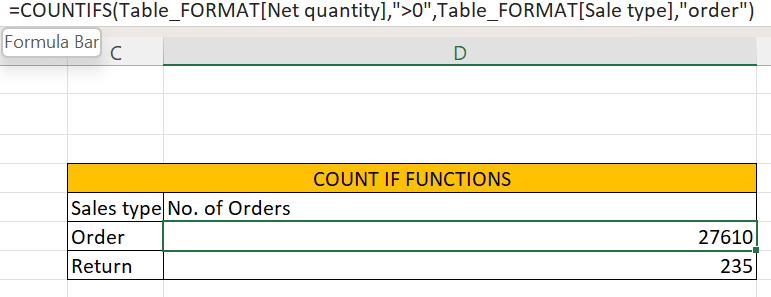 =COUNTIFS(Table_FORMAT[Net quantity],">0",Table_FORMAT[Sale type],"order")
Formula Bar
C D
COUNT IF FUNCTIONS
Sales type No. of Orders
Order 27610
Return 235